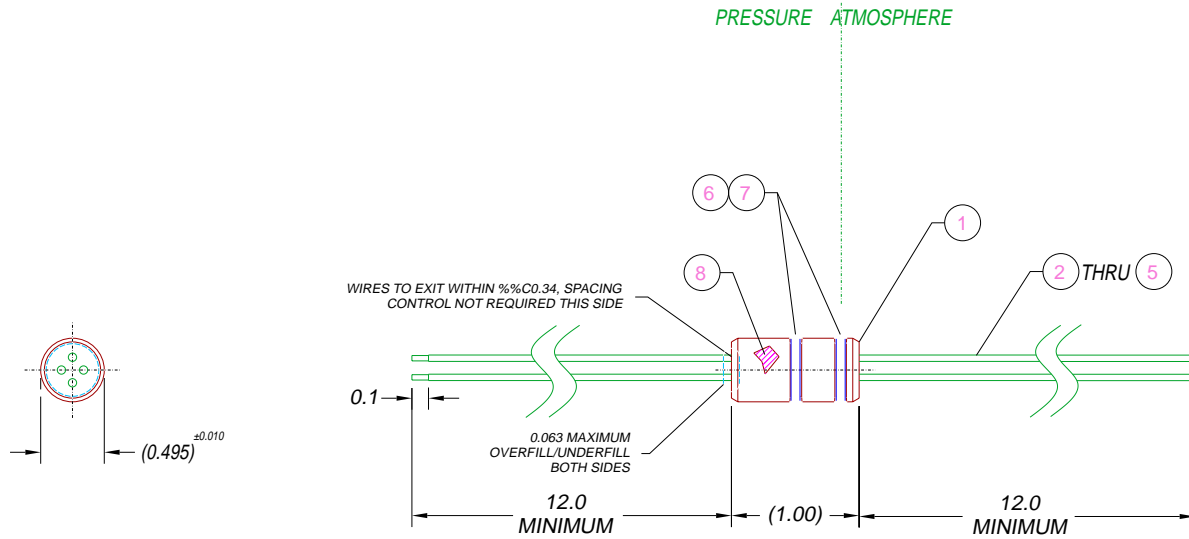 PRESSURE ATMOSPHERE
6 7
1
8
2 THRU 5
WIRES TO EXIT WITHIN %%C0.34, SPACING
CONTROL NOT REQUIRED THIS SIDE
0.1
(0.495) ±0.010
0.063 MAXIMUM
OVERFILL/UNDERFILL
BOTH SIDES
12.0
MINIMUM
(1.00)
12.0
MINIMUM